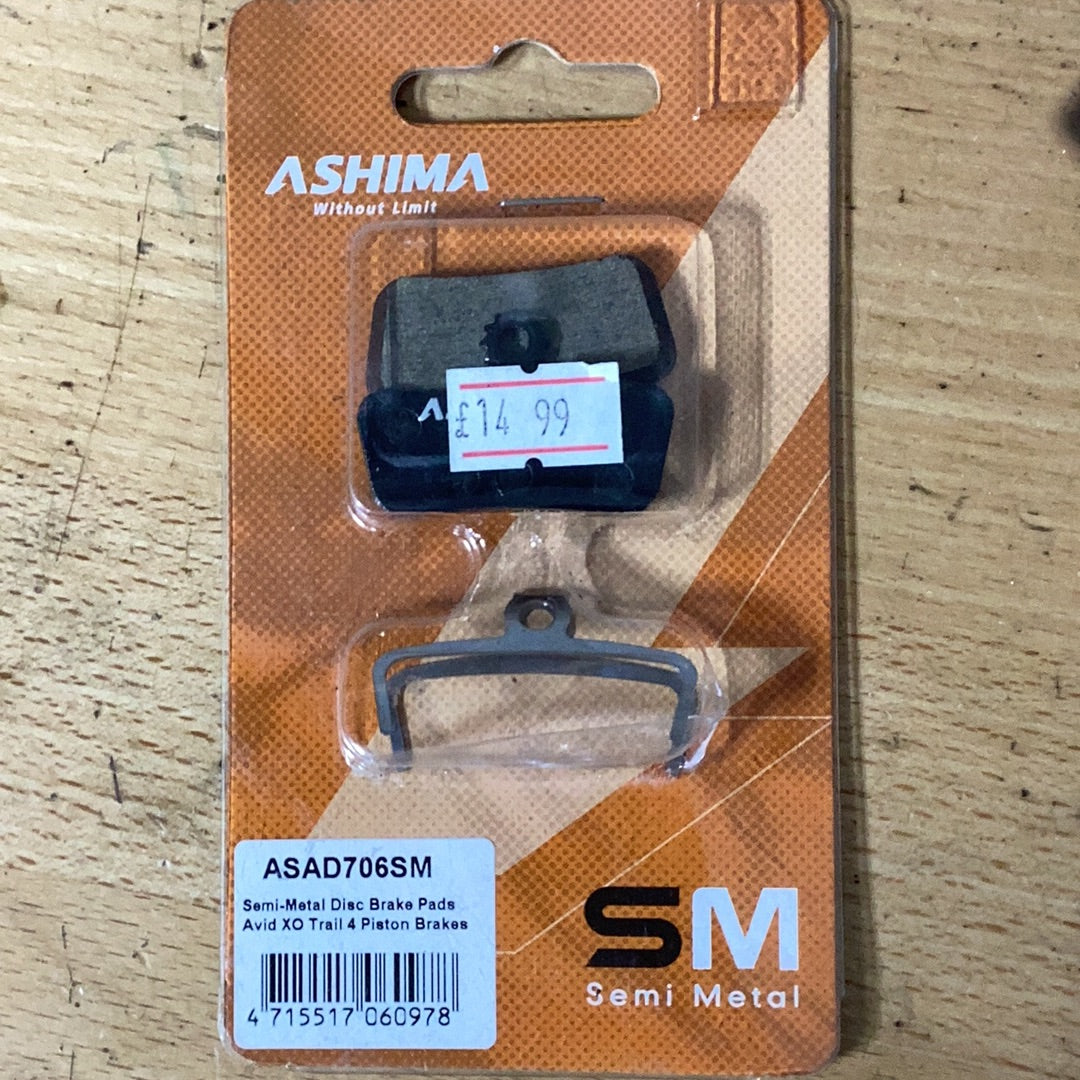 ASHIMA
Without Limit
£14 99
ASAD706SM
Semi-Metal Disc Brake Pads
Avid XO Trail 4 Piston Brakes
4 715517 060978
SM
Semi Metal